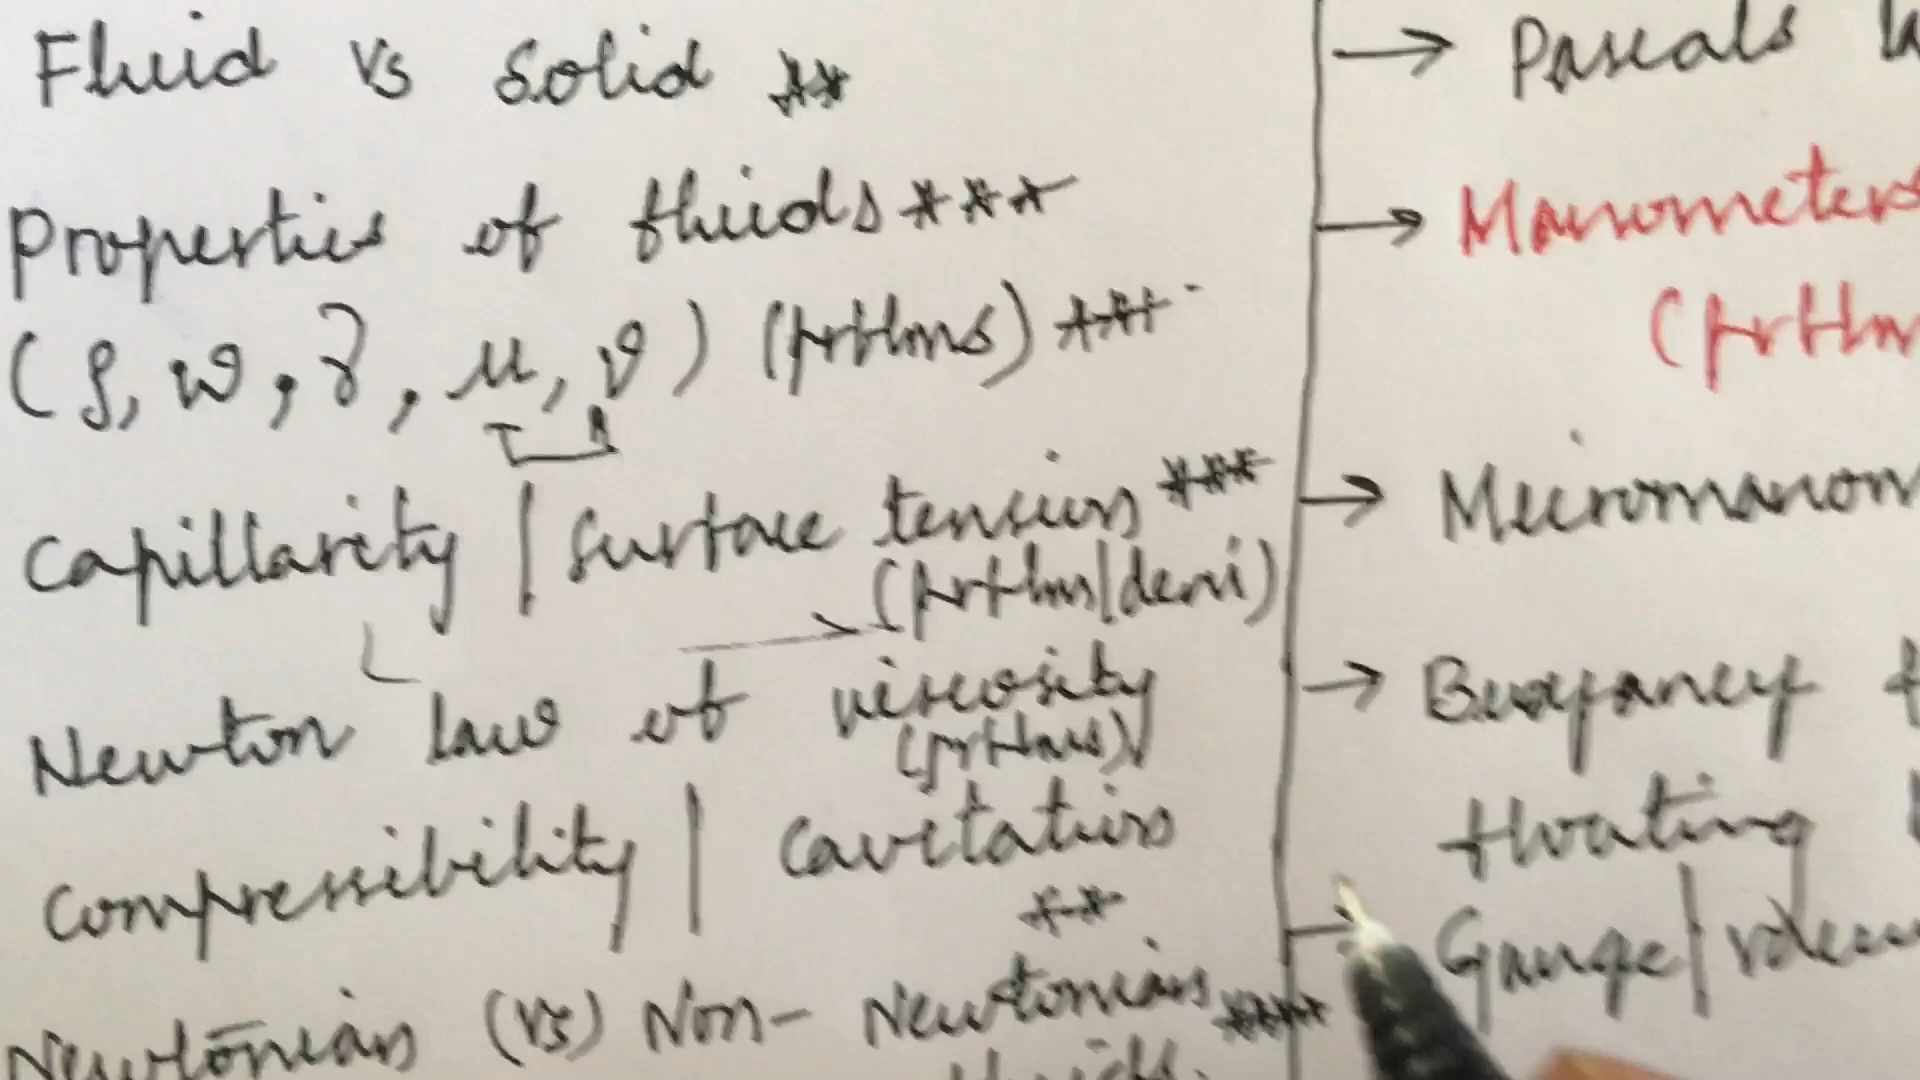 Fluid vs Solid **
Properties of fluids ***
(ρ, w, γ, μ, ν) (prblms) ***
Capillarity | Surface tension ***
(prblms|deri)
Newton law of viscosity
(prblms)
Compressibility | Cavitation
**
Newtonian (vs) Non- Newtonian ****
fluids.
→ Pascals
→ Manometers
(prblm
→ Micromanom
→ Buoyancy
floating
Gauge|